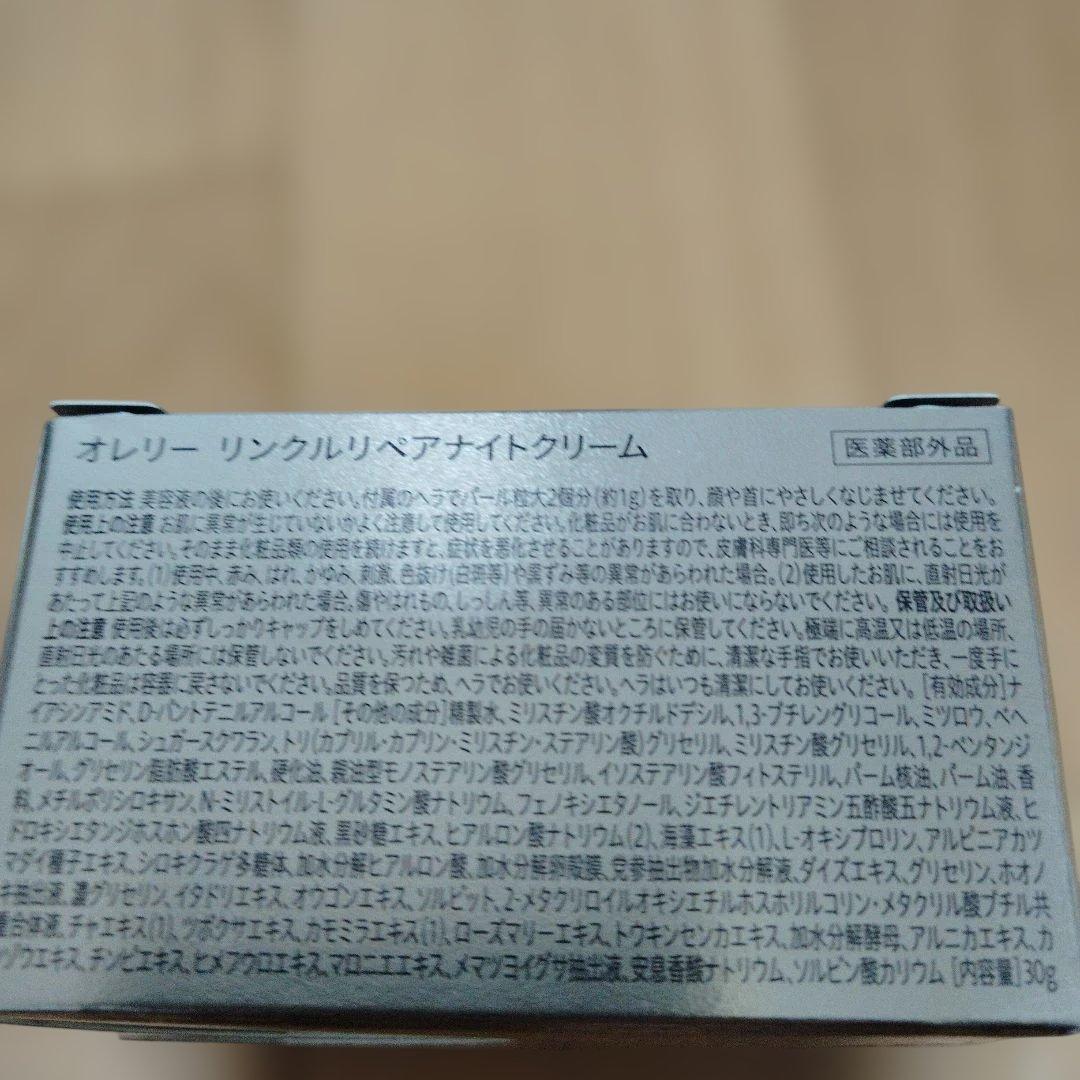 オレリー リンクルリペアナイトクリーム
医薬部外品
使用方法 美容液の後にお使いください。付属のヘラでパール粒大2個分(約1g)を取り、顔や首にやさしくなじませてください。
使用上の注意 お肌に異常が生じていないかよく注意して使用してください。化粧品がお肌に合わないとき、即ち次のような場合には使用を
中止してください。そのまま化粧品類の使用を続けますと、症状を悪化させることがありますので、皮膚科専門医等にご相談されることをお
すすめします。(1)使用中、赤み、はれ、かゆみ、刺激、色抜け(白斑等)や黒ずみ等の異常があらわれた場合。(2)使用したお肌に、直射日光が
あたって上記のような異常があらわれた場合。傷やはれもの、しっしん等、異常のある部位にはお使いにならないでください。 保管及び取扱い
上の注意 使用後は必ずしっかりキャップをしめてください。乳幼児の手の届かないところに保管してください。極端に高温又は低温の場所、
直射日光のあたる場所には保管しないでください。汚れや雑菌による化粧品の変質を防ぐために、清潔な手指でお使いいただき、一度手に
とった化粧品は容器に戻さないでください。品質を保つため、ヘラでお使いください。ヘラはいつも清潔にしてお使いください。 [有効成分]ナ
イアシンアミド、D-パントテニルアルコール [その他の成分]精製水、ミリスチン酸オクチルドデシル、1,3-ブチレングリコール、ミツロウ、ベヘ
ニルアルコール、シュガースクワラン、トリ(カプリル・カプリン・ミリスチン・ステアリン酸)グリセリル、ミリスチン酸グリセリル、1,2-ペンタンジ
オール、グリセリン脂肪酸エステル、硬化油、親油型モノステアリン酸グリセリル、イソステアリン酸フィトステリル、パーム核油、パーム油、香
料、メチルポリシロキサン、N-ミリストイル-L-グルタミン酸ナトリウム、フェノキシエタノール、ジエチレントリアミン五酢酸五ナトリウム液、ヒ
ドロキシエタンジホスホン酸四ナトリウム液、黒砂糖エキス、ヒアルロン酸ナトリウム(2)、海藻エキス(1)、L-オキシプロリン、アルピニアカツ
マダイ種子エキス、シロキクラゲ多糖体、加水分解ヒアルロン酸、加水分解卵殻膜、党参抽出物加水分解液、ダイズエキス、グリセリン、ホオノ
キ抽出液、濃グリセリン、イタドリエキス、オウゴンエキス、ソルビット、2-メタクリロイルオキシエチルホスホリルコリン・メタクリル酸ブチル共
重合体液、チャエキス(1)、ツボクサエキス、カモミラエキス(1)、ローズマリーエキス、トウキンセンカエキス、加水分解酵母、アルニカエキス、カ
ンゾウエキス、チンピエキス、ヒメフウロエキス、マロニエエキス、メマツヨイグサ抽出液、安息香酸ナトリウム、ソルビン酸カリウム [内容量]30g